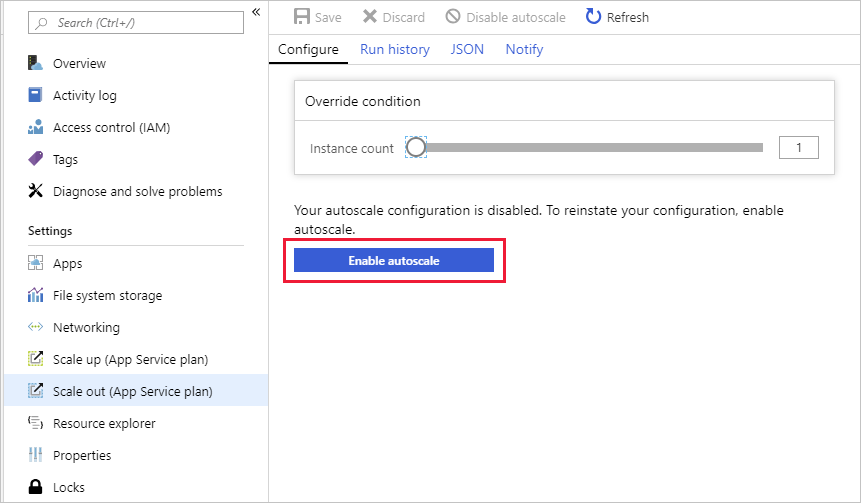 Search (Ctrl+/)
«
Overview
Activity log
Access control (IAM)
Tags
Diagnose and solve problems
Settings
Apps
File system storage
Networking
Scale up (App Service plan)
Scale out (App Service plan)
Resource explorer
Properties
Locks
Save
Discard
Disable autoscale
Refresh
Configure
Run history
JSON
Notify
Override condition
Instance count
1
Your autoscale configuration is disabled. To reinstate your configuration, enable
autoscale.
Enable autoscale